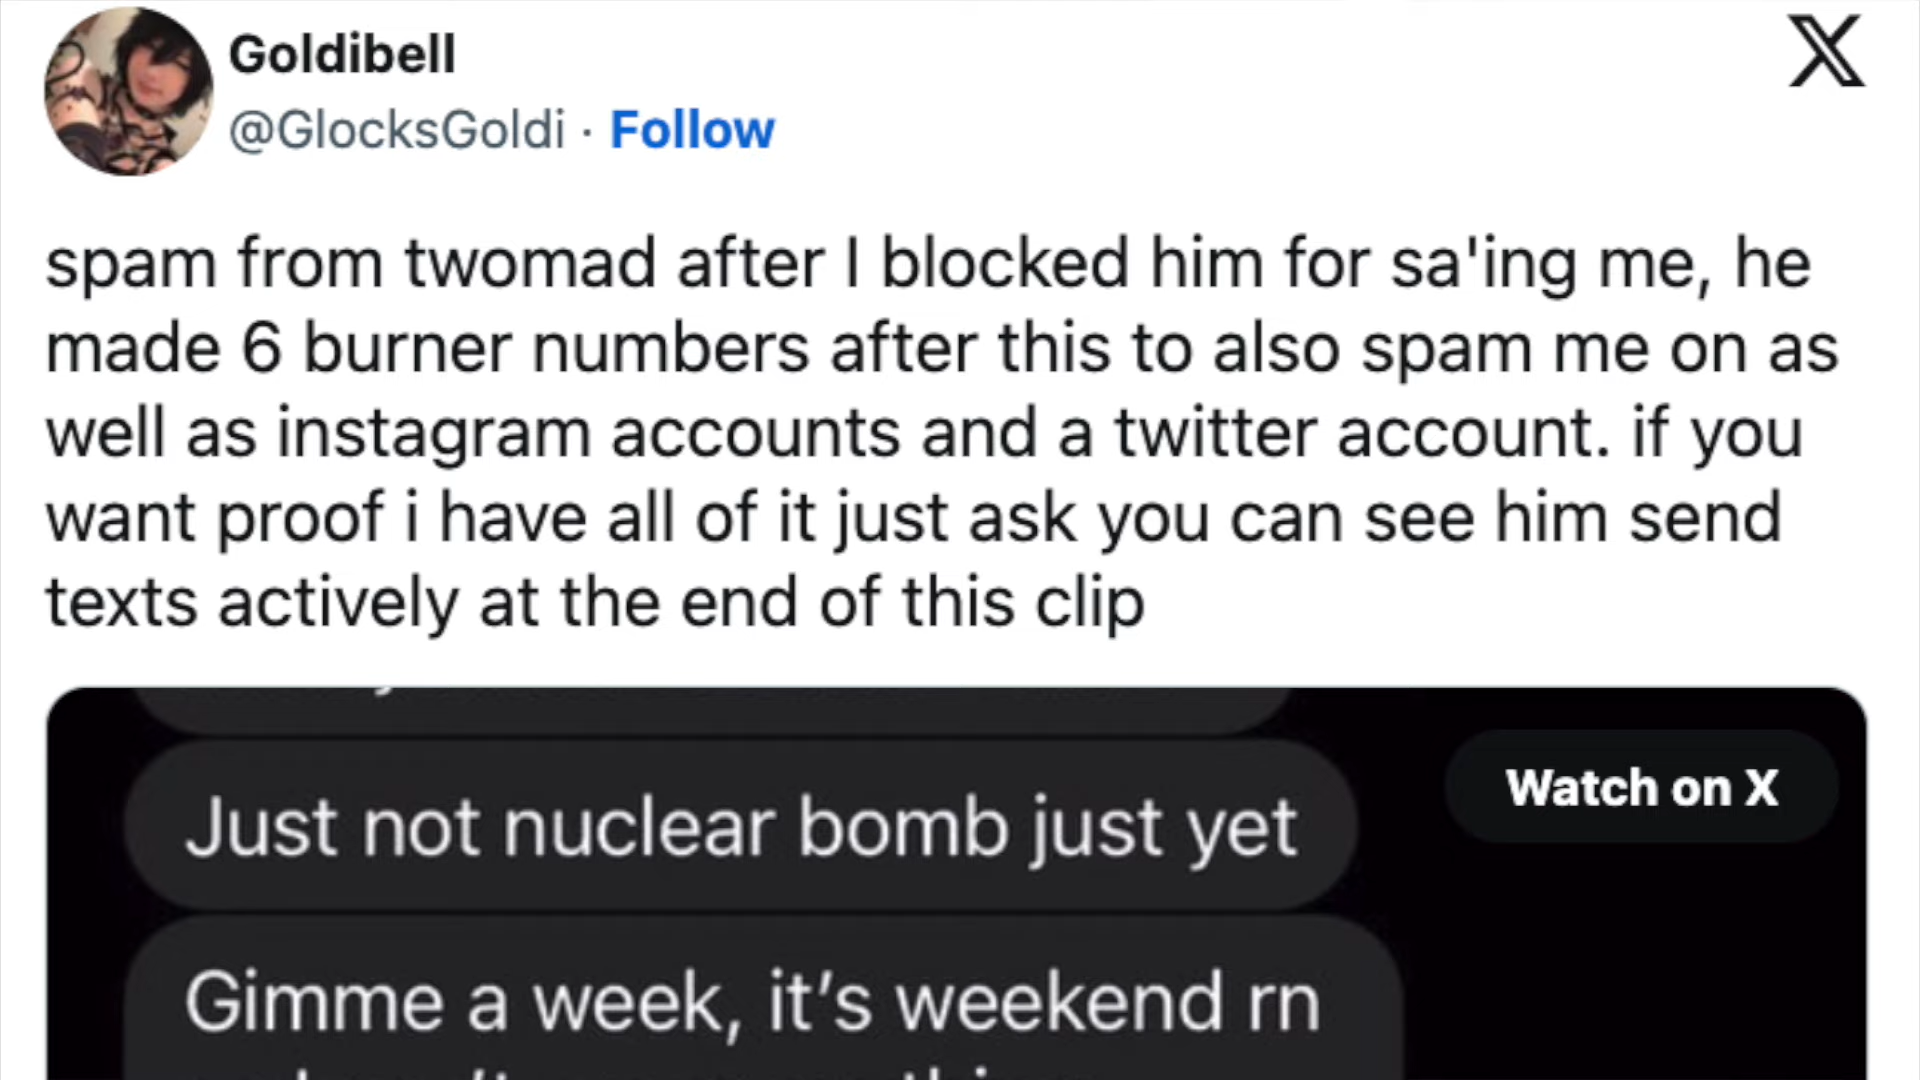 Goldibell
@GlocksGoldi · Follow
spam from twomad after I blocked him for sa'ing me, he
made 6 burner numbers after this to also spam me on as
well as instagram accounts and a twitter account. if you
want proof i have all of it just ask you can see him send
texts actively at the end of this clip
Watch on X
Just not nuclear bomb just yet
Gimme a week, it’s weekend rn